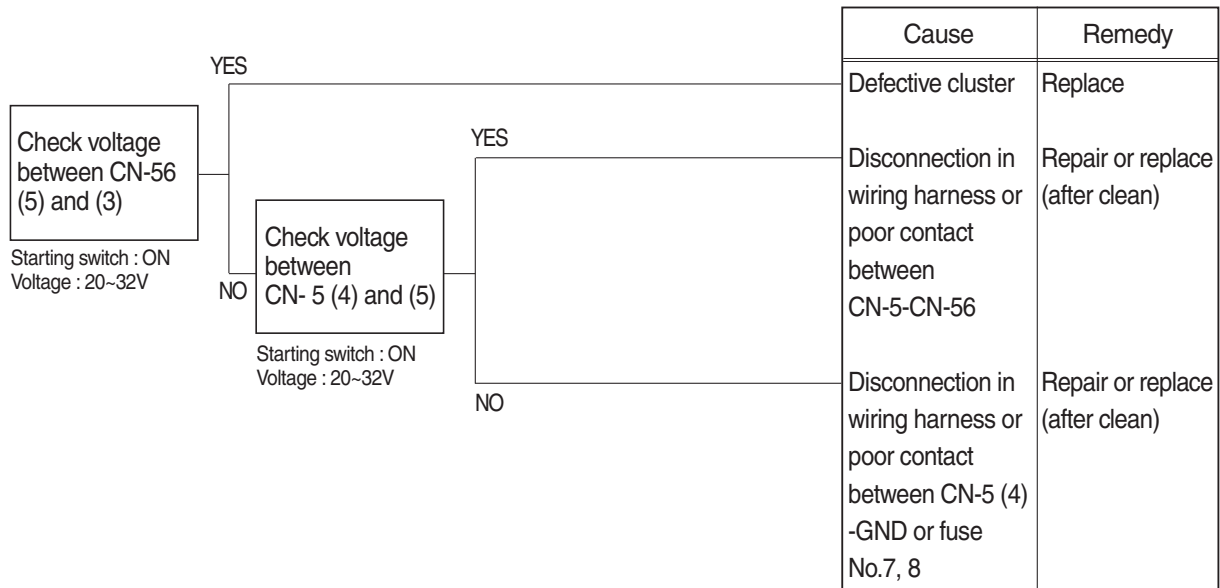 Cause
Remedy
YES
Defective cluster
Replace
Check voltage
between CN-56
(5) and (3)
Starting switch : ON
Voltage : 20~32V
YES
Disconnection in
wiring harness or
poor contact
between
CN-5-CN-56
Repair or replace
(after clean)
NO
Check voltage
between
CN- 5 (4) and (5)
Starting switch : ON
Voltage : 20~32V
NO
Disconnection in
wiring harness or
poor contact
between CN-5 (4)
-GND or fuse
No.7, 8
Repair or replace
(after clean)